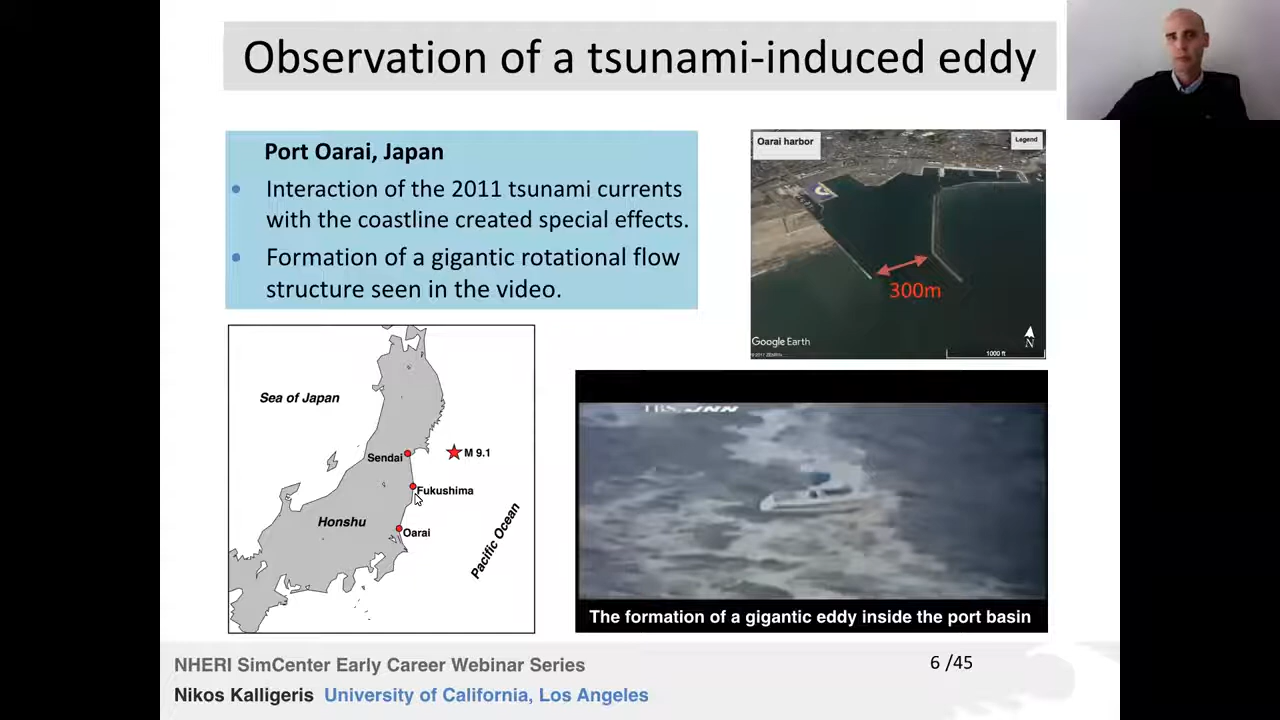 Observation of a tsunami-induced eddy
Port Oarai, Japan
Interaction of the 2011 tsunami currents
with the coastline created special effects.
Formation of a gigantic rotational flow
structure seen in the video.
Oarai harbor
Legend
300m
Google Earth
N
1000 ft
Sea of Japan
Sendai
M 9.1
Fukushima
Honshu
Oarai
Pacific Ocean
The formation of a gigantic eddy inside the port basin
NHERI SimCenter Early Career Webinar Series
6 /45
Nikos Kalligeris University of California, Los Angeles